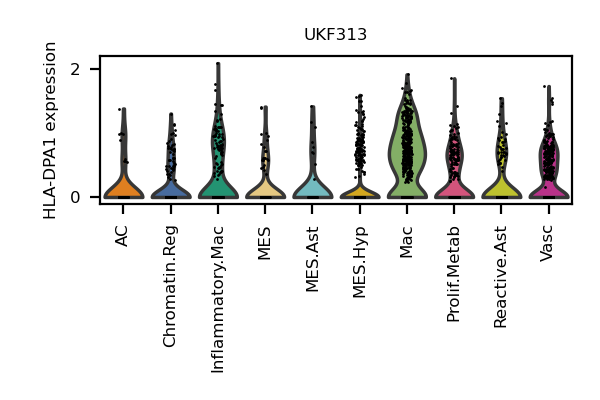 UKF313
HLA-DPA1 expression
2
0
AC
Chromatin.Reg
Inflammatory.Mac
MES
MES.Ast
MES.Hyp
Mac
Prolif.Metab
Reactive.Ast
Vasc